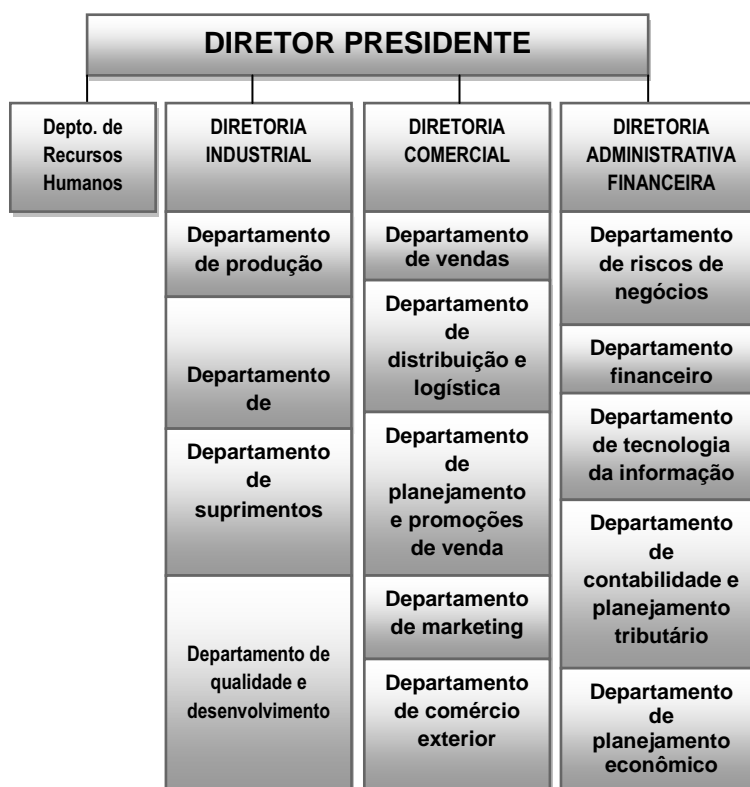 DIRETOR PRESIDENTE
Depto. de
Recursos
Humanos
DIRETORIA
INDUSTRIAL
Departamento
de produção
Departamento
de
Departamento
de
suprimentos
Departamento de
qualidade e
desenvolvimento
DIRETORIA
COMERCIAL
Departamento
de vendas
Departamento
de
distribuição e
logística
Departamento
de
planejamento
e promoções
de venda
Departamento
de marketing
Departamento
de comércio
exterior
DIRETORIA
ADMINISTRATIVA
FINANCEIRA
Departamento
de riscos de
negócios
Departamento
financeiro
Departamento
de tecnologia
da informação
Departamento
de
contabilidade e
planejamento
tributário
Departamento
de
planejamento
econômico